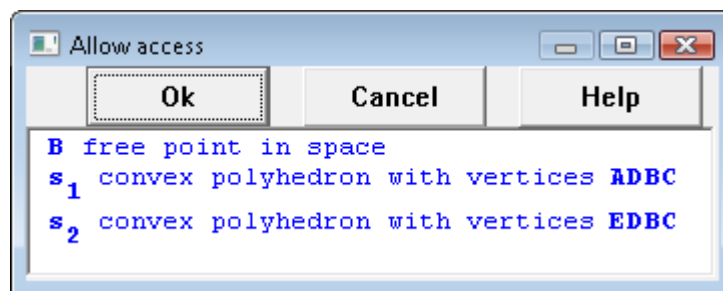 Allow access
Ok Cancel Help
B free point in space
s₁ convex polyhedron with vertices ADBC
s₂ convex polyhedron with vertices EDBC